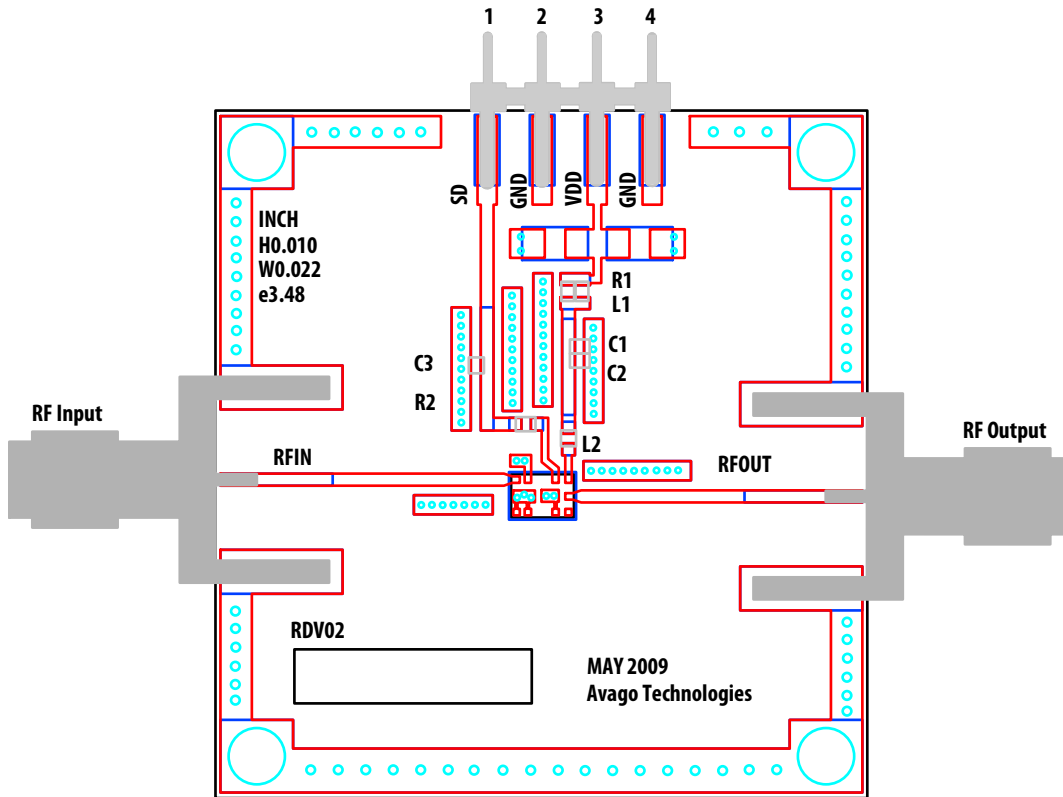 1 2 3 4
SD GND VDD GND
INCH
H0.010
W0.022
e3.48
R1
L1
C1
C2
C3
R2
L2
RF Input
RFIN
RFOUT
RF Output
RDV02
MAY 2009
Avago Technologies